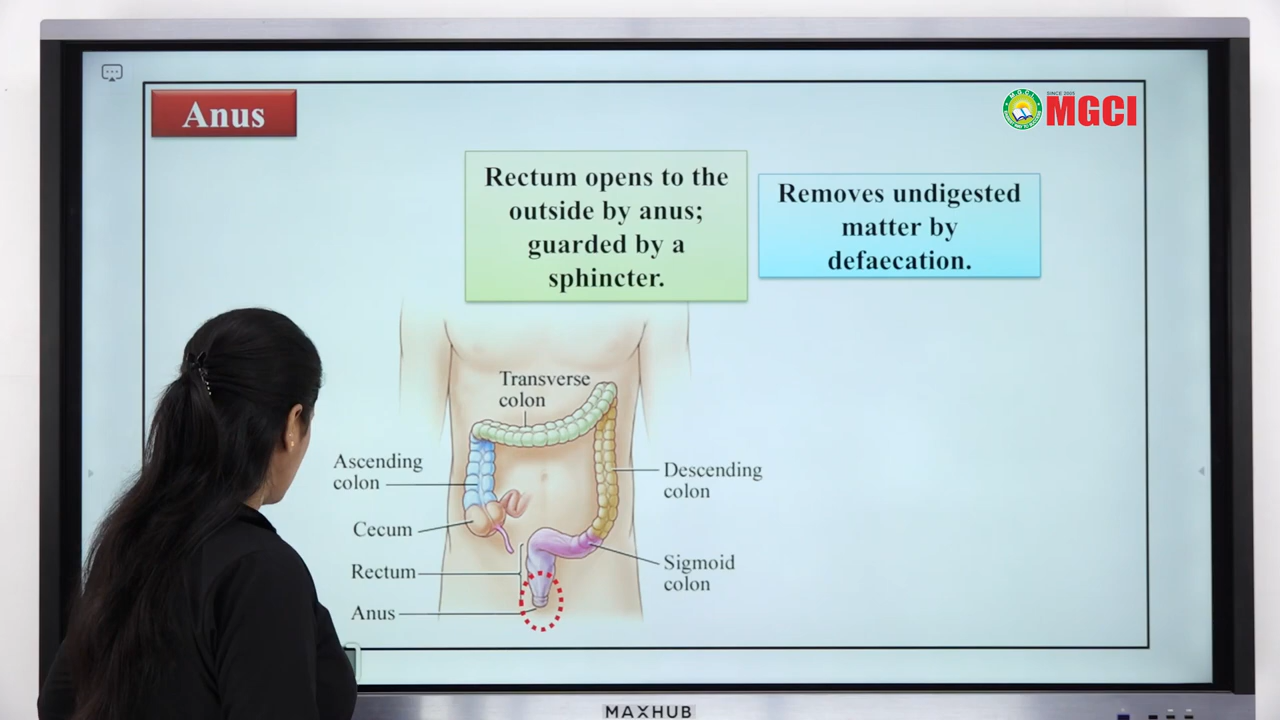 Anus
SINCE 2005
MGCI
Rectum opens to the
outside by anus;
guarded by a
sphincter.
Removes undigested
matter by
defaecation.
Transverse
colon
Ascending
colon
Descending
colon
Cecum
Rectum
Sigmoid
colon
Anus
MAXHUB